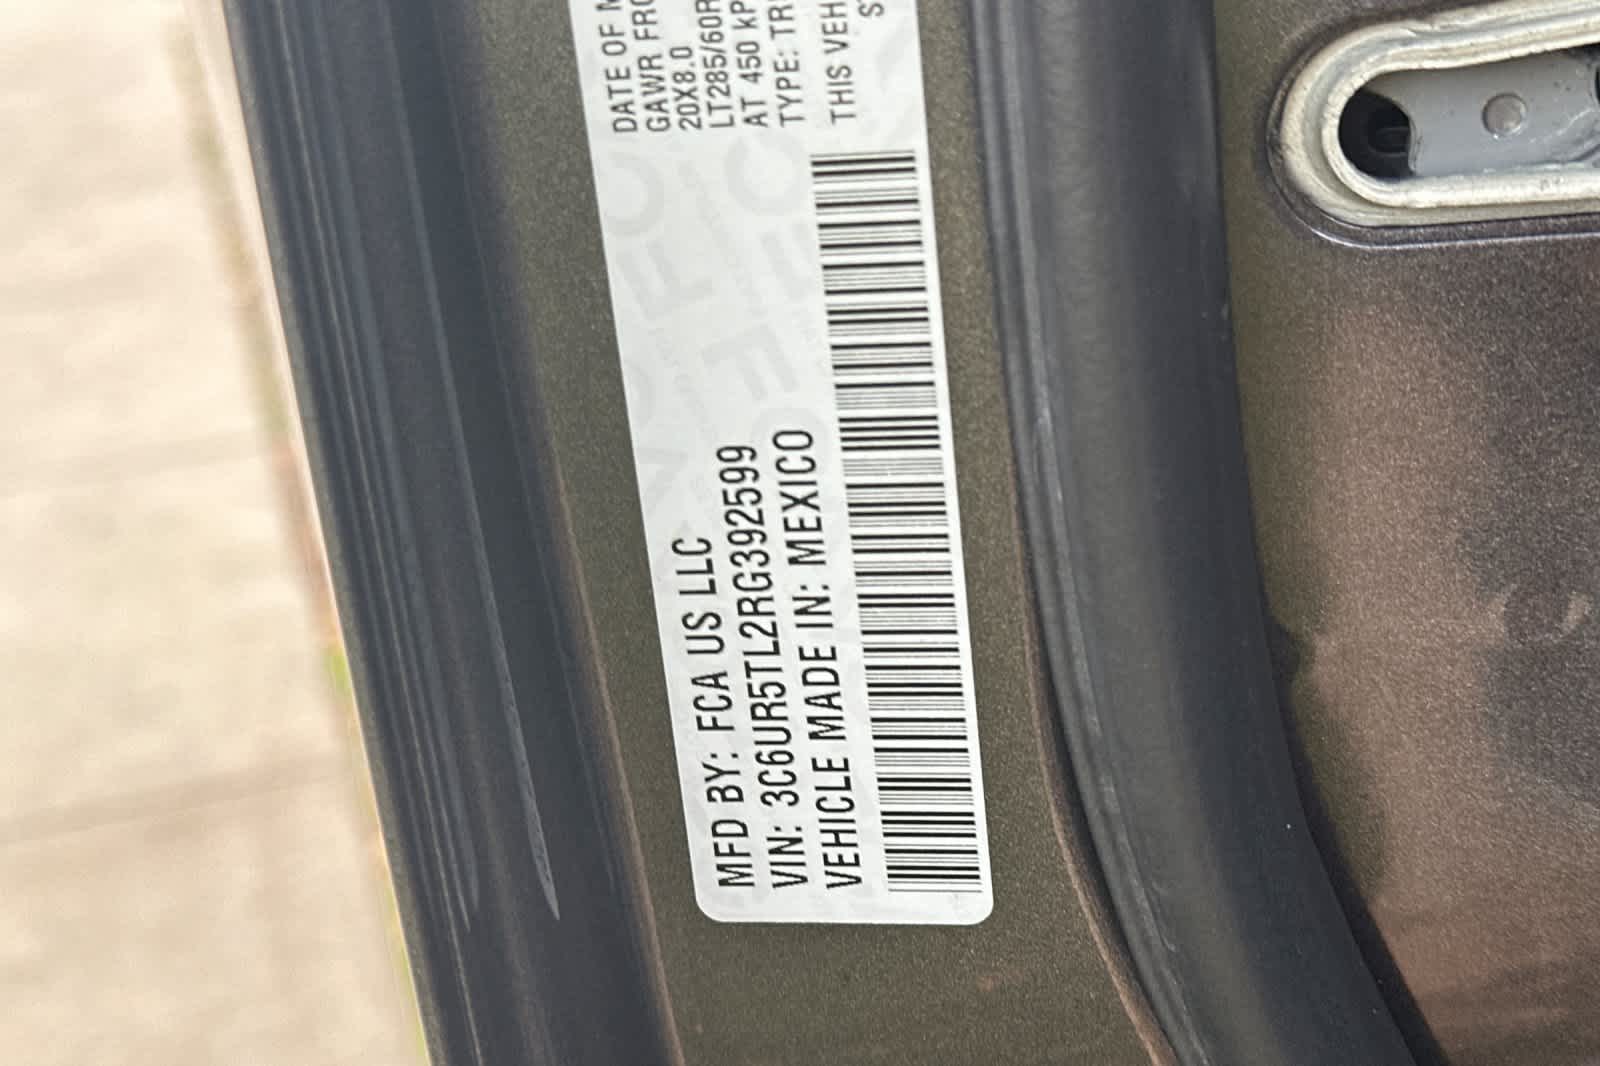 DATE OF M
GAWR FRO
20X8.0
LT285/60R
AT 450 KP
TYPE: TR
THIS VEH
MFD BY: FCA US LLC
VIN: 3C6UR5TL2RG392599
VEHICLE MADE IN: MEXICO